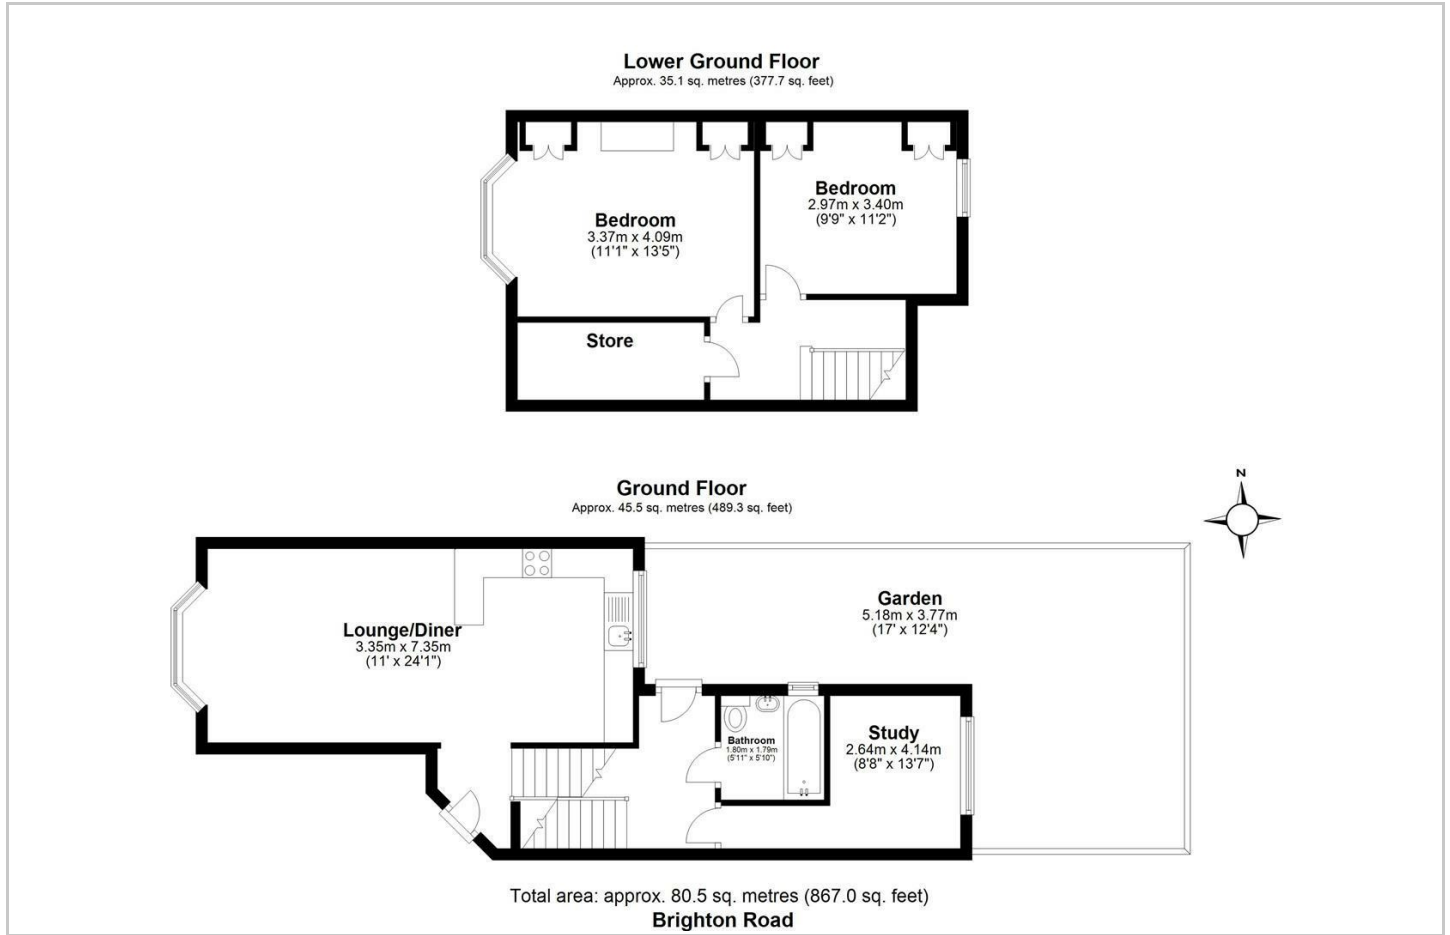 Lower Ground Floor
Approx. 35.1 sq. metres (377.7 sq. feet)
Bedroom
2.97m x 3.40m
(9'9" x 11'2")
Bedroom
3.37m x 4.09m
(11'1" x 13'5")
Store
Ground Floor
Approx. 45.5 sq. metres (489.3 sq. feet)
N
Garden
5.18m x 3.77m
(17' x 12'4")
Lounge/Diner
3.35m x 7.35m
(11' x 24'1")
Bathroom
1.80m x 1.79m
(5'11" x 5'10")
Study
2.64m x 4.14m
(8'8" x 13'7")
Total area: approx. 80.5 sq. metres (867.0 sq. feet)
Brighton Road